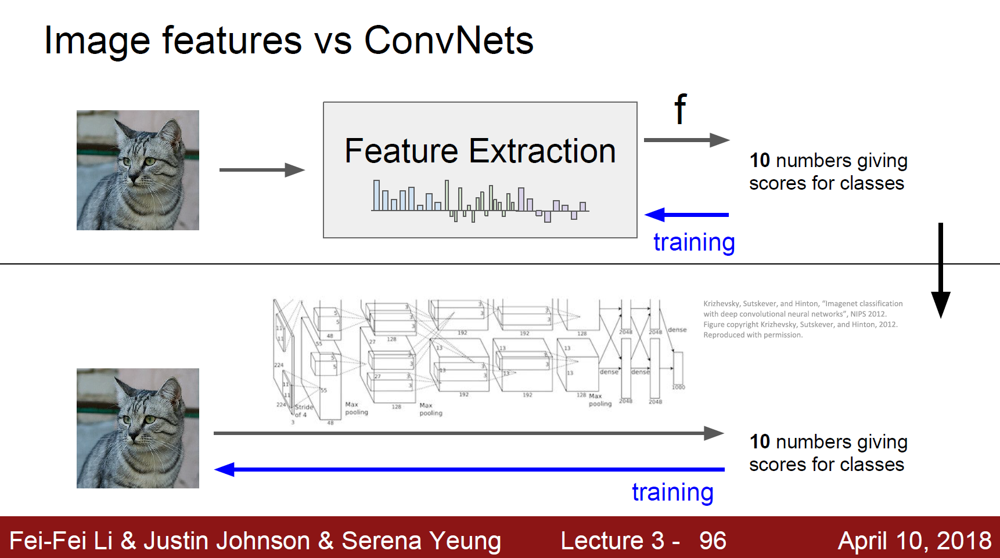 Image features vs ConvNets
f
Feature Extraction
10 numbers giving
scores for classes
training
Krizhevsky, Sutskever, and Hinton, “Imagenet classification
with deep convolutional neural networks”, NIPS 2012.
Figure copyright Krizhevsky, Sutskever, and Hinton, 2012.
Reproduced with permission.
3 3
5 3 3
5 3 3
11 48 192 192 128 2048 2048 dense
11 55 27 128
13 13 13
224 5 3 3 3
5 3 3 3
27 3 13 13 13 dense dense
11 55 3
11 192 192 128 Max 1000
224 Stride Max 128 Max pooling 2048 2048
of 4 pooling pooling
3 48
10 numbers giving
scores for classes
training
Fei-Fei Li & Justin Johnson & Serena Yeung Lecture 3 - 96 April 10, 2018